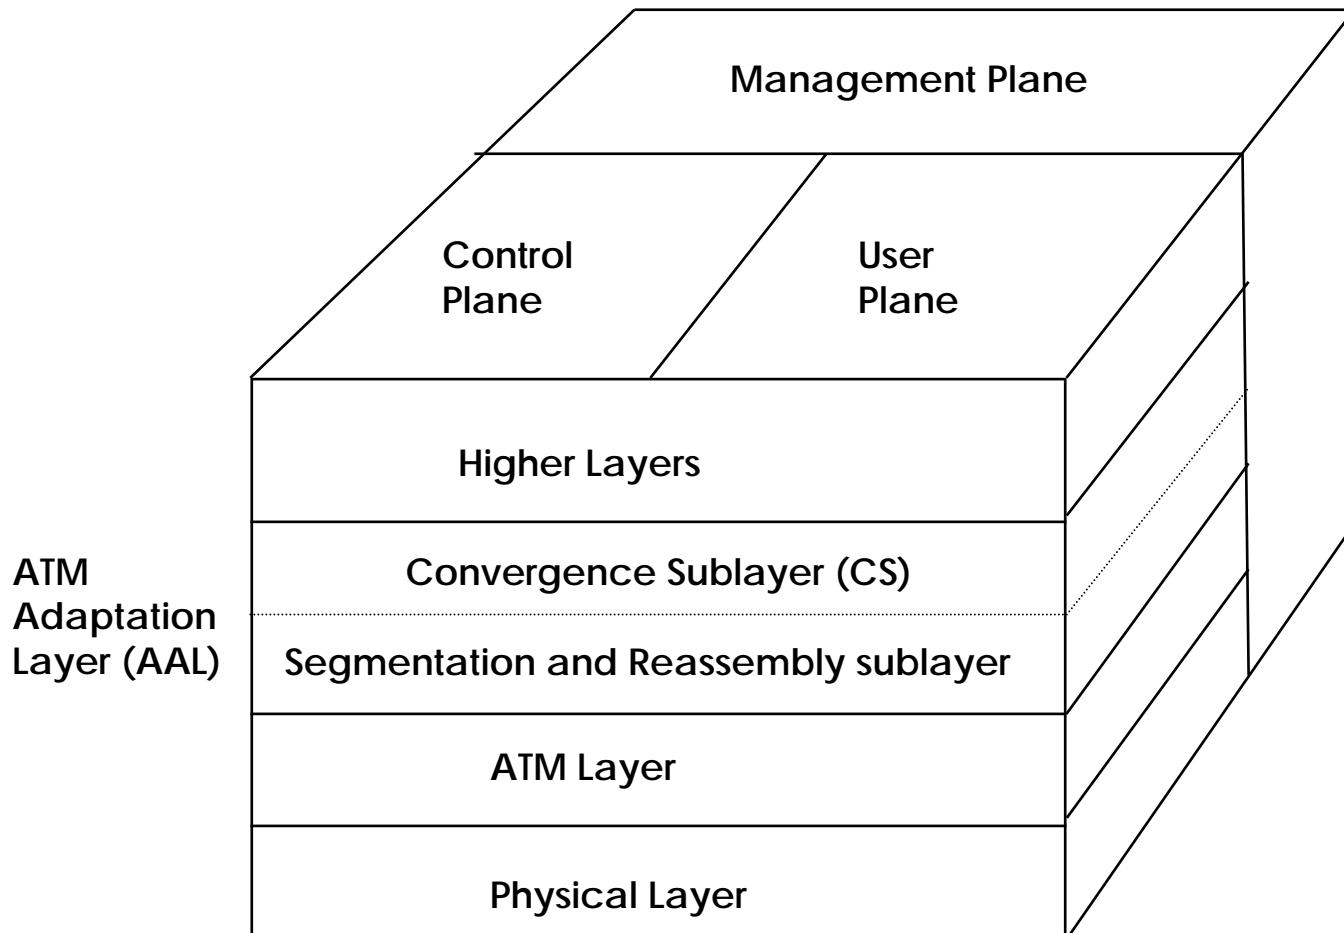 Management Plane
Control
Plane
User
Plane
Higher Layers
ATM
Adaptation
Layer (AAL)
Convergence Sublayer (CS)
Segmentation and Reassembly sublayer
ATM Layer
Physical Layer